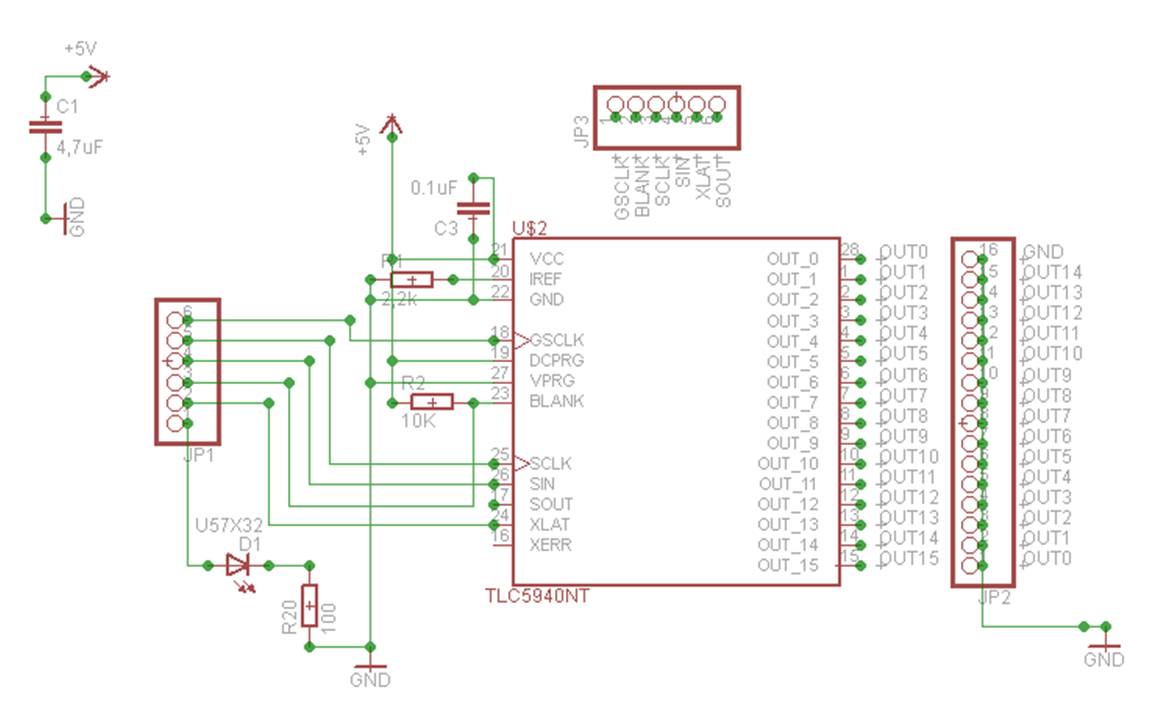 +5V
C1
4,7uF
GND
+5V
0.1uF
C3
JP3
1 2 3 4 5 6
GSCLK
BLANK
SCLK
SIN
XLAT
SOUT
U$2
R1
2,2k
R2
10K
21 VCC
20 IREF
22 GND
18 GSCLK
19 DCPRG
27 VPRG
23 BLANK
25 SCLK
26 SIN
17 SOUT
24 XLAT
16 XERR
OUT_0 28 OUT0
OUT_1 1 OUT1
OUT_2 2 OUT2
OUT_3 3 OUT3
OUT_4 4 OUT4
OUT_5 5 OUT5
OUT_6 6 OUT6
OUT_7 7 OUT7
OUT_8 8 OUT8
OUT_9 9 OUT9
OUT_10 10 OUT10
OUT_11 11 OUT11
OUT_12 12 OUT12
OUT_13 13 OUT13
OUT_14 14 OUT14
OUT_15 15 OUT15
TLC5940NT
6
5
4
3
2
JP1
U57X32
D1
R20
100
GND
16 GND
15 OUT14
14 OUT13
13 OUT12
12 OUT11
11 OUT10
10 OUT9
OUT8
OUT7
OUT6
OUT5
OUT4
OUT3
OUT2
OUT1
OUT0
JP2
GND